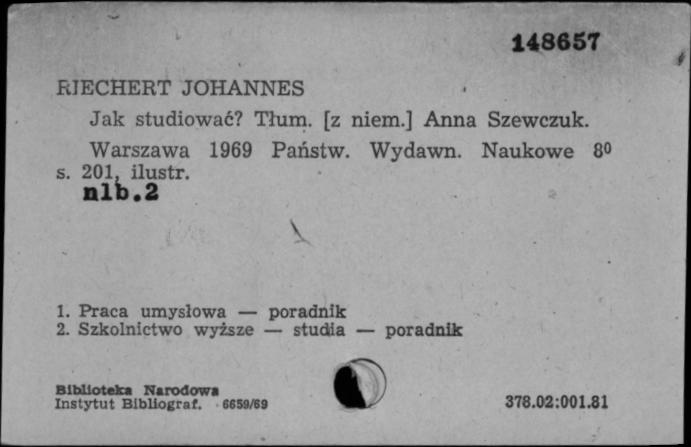 148657
RIECHERT JOHANNES
Jak studiować? Tłum. [z niem.] Anna Szewczuk.
Warszawa 1969 Państw. Wydawn. Naukowe 8⁰
s. 201, ilustr.
nlb.2
1. Praca umysłowa — poradnik
2. Szkolnictwo wyższe — studia — poradnik
Biblioteka Narodowa
Instytut Bibliograf. 6659/69
378.02:001.81